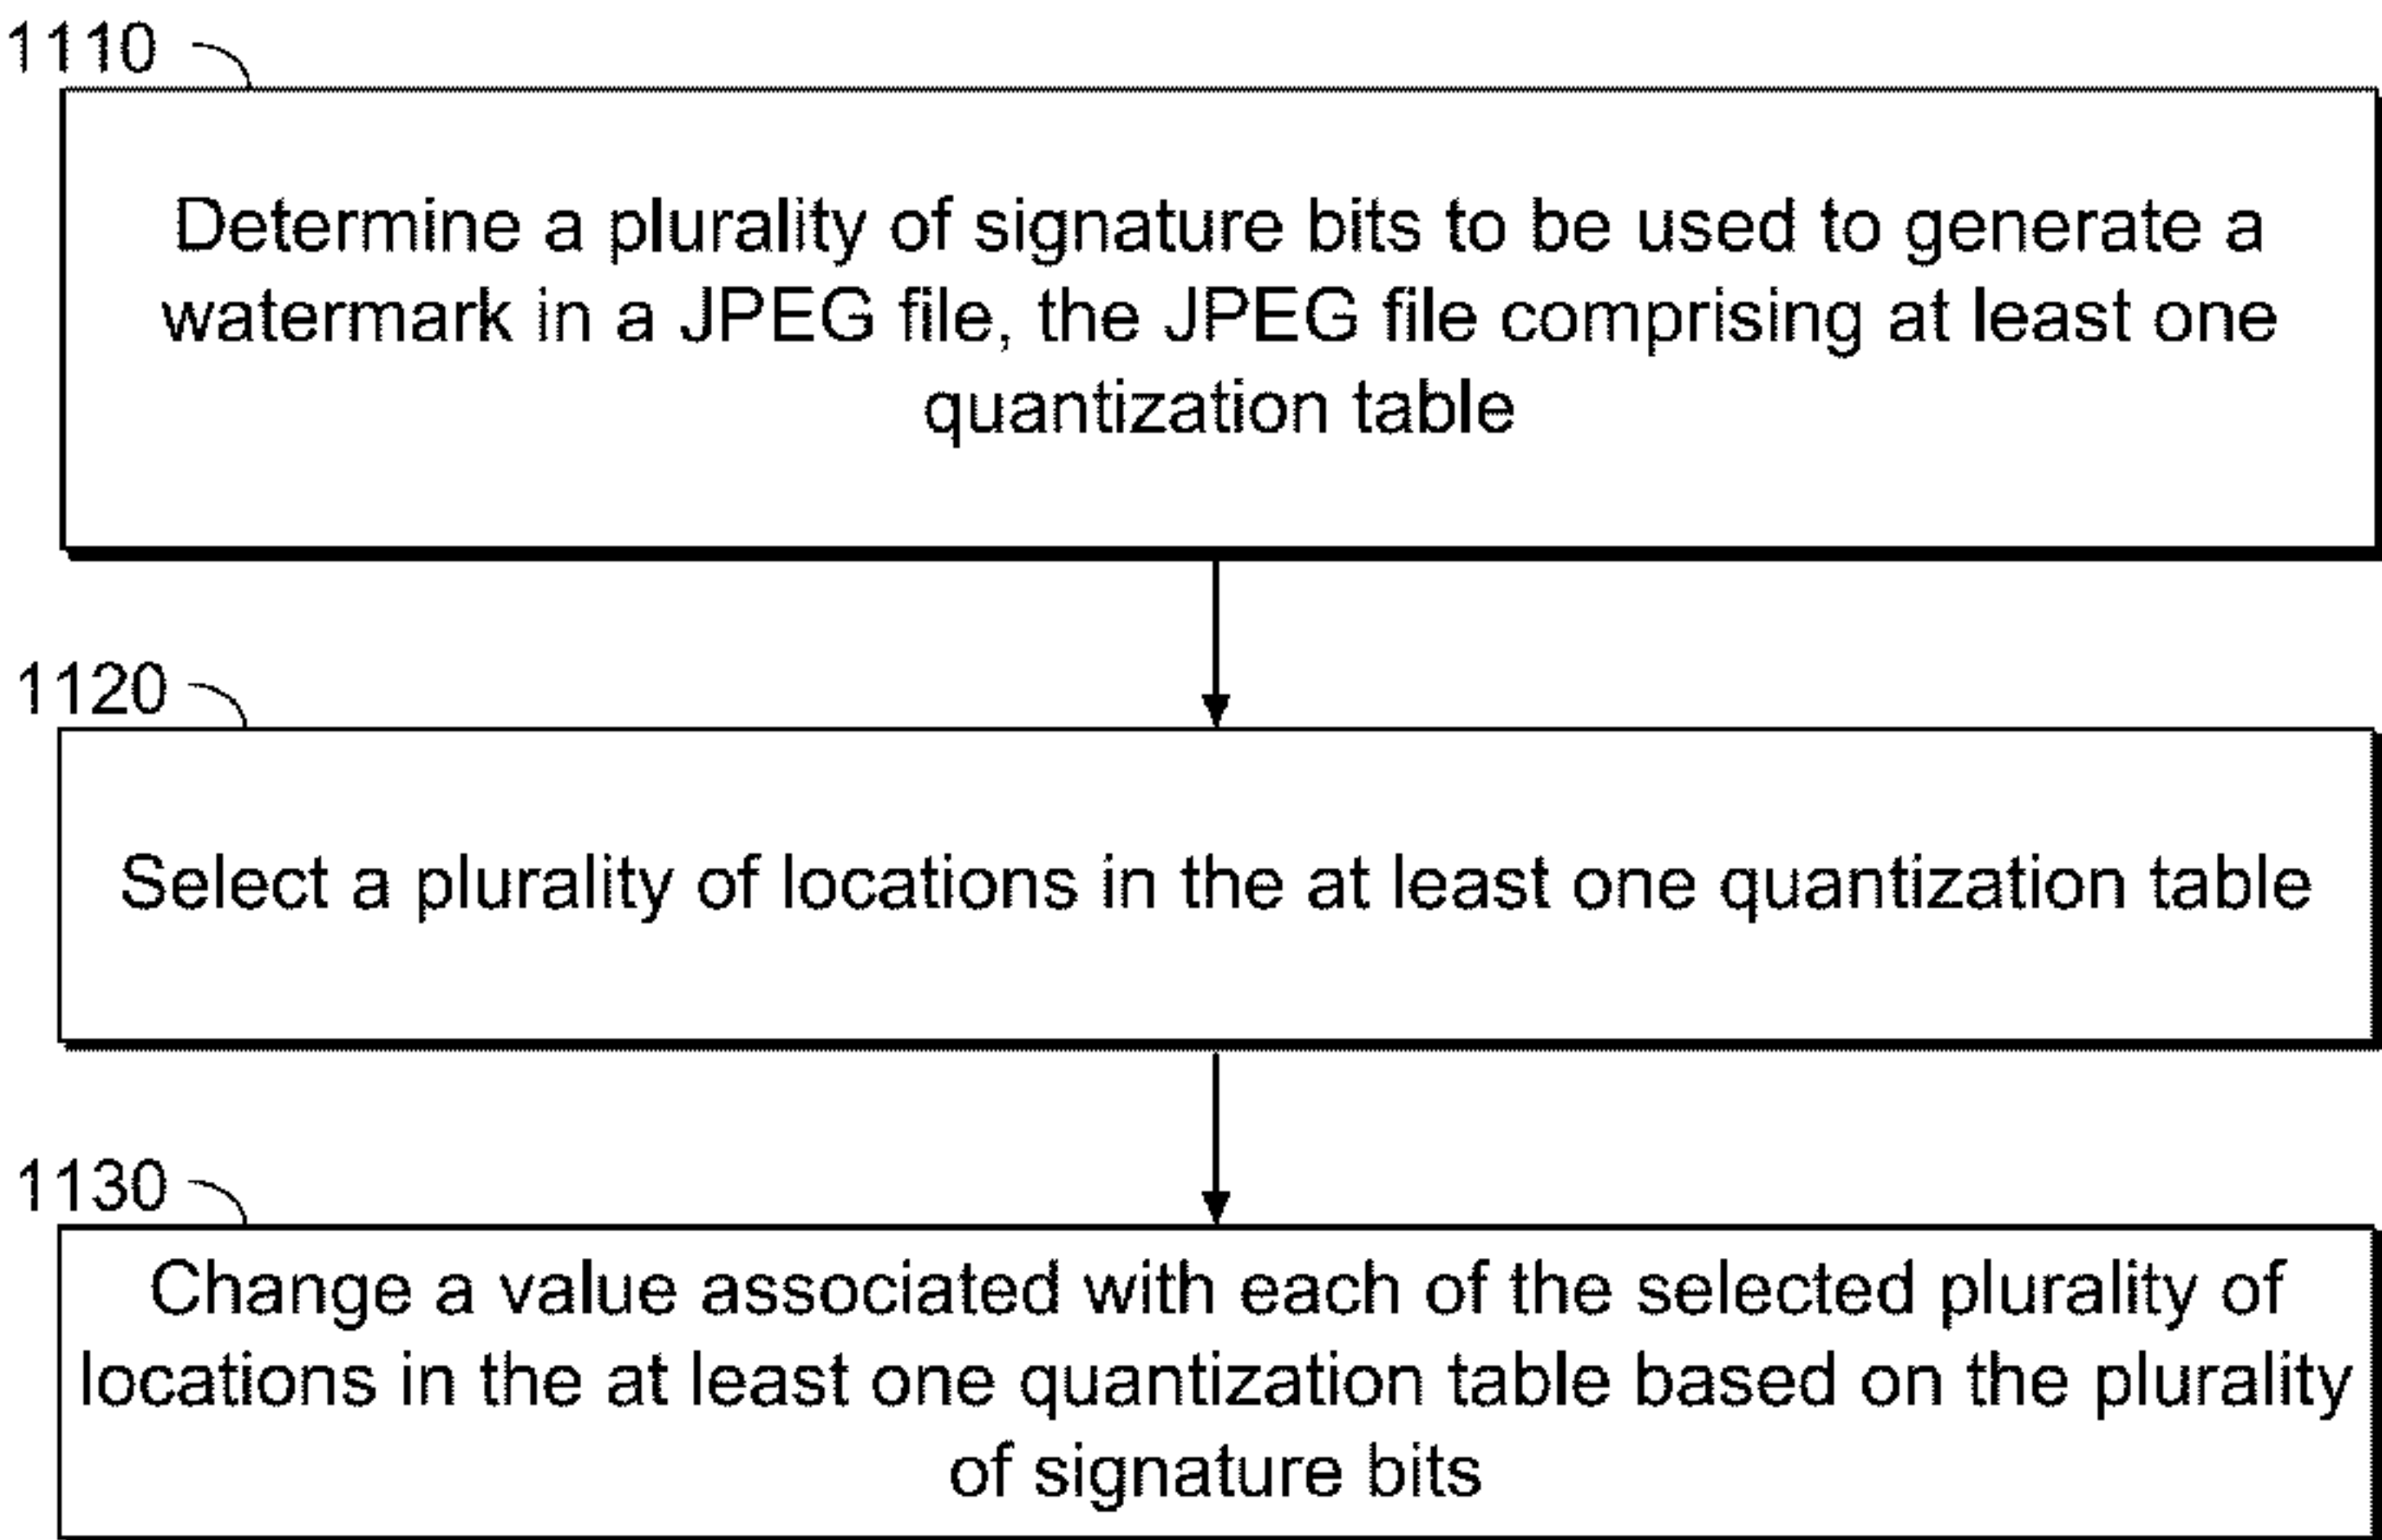 1110
Determine a plurality of signature bits to be used to generate a
watermark in a JPEG file, the JPEG file comprising at least one
quantization table
1120
Select a plurality of locations in the at least one quantization table
1130
Change a value associated with each of the selected plurality of
locations in the at least one quantization table based on the plurality
of signature bits